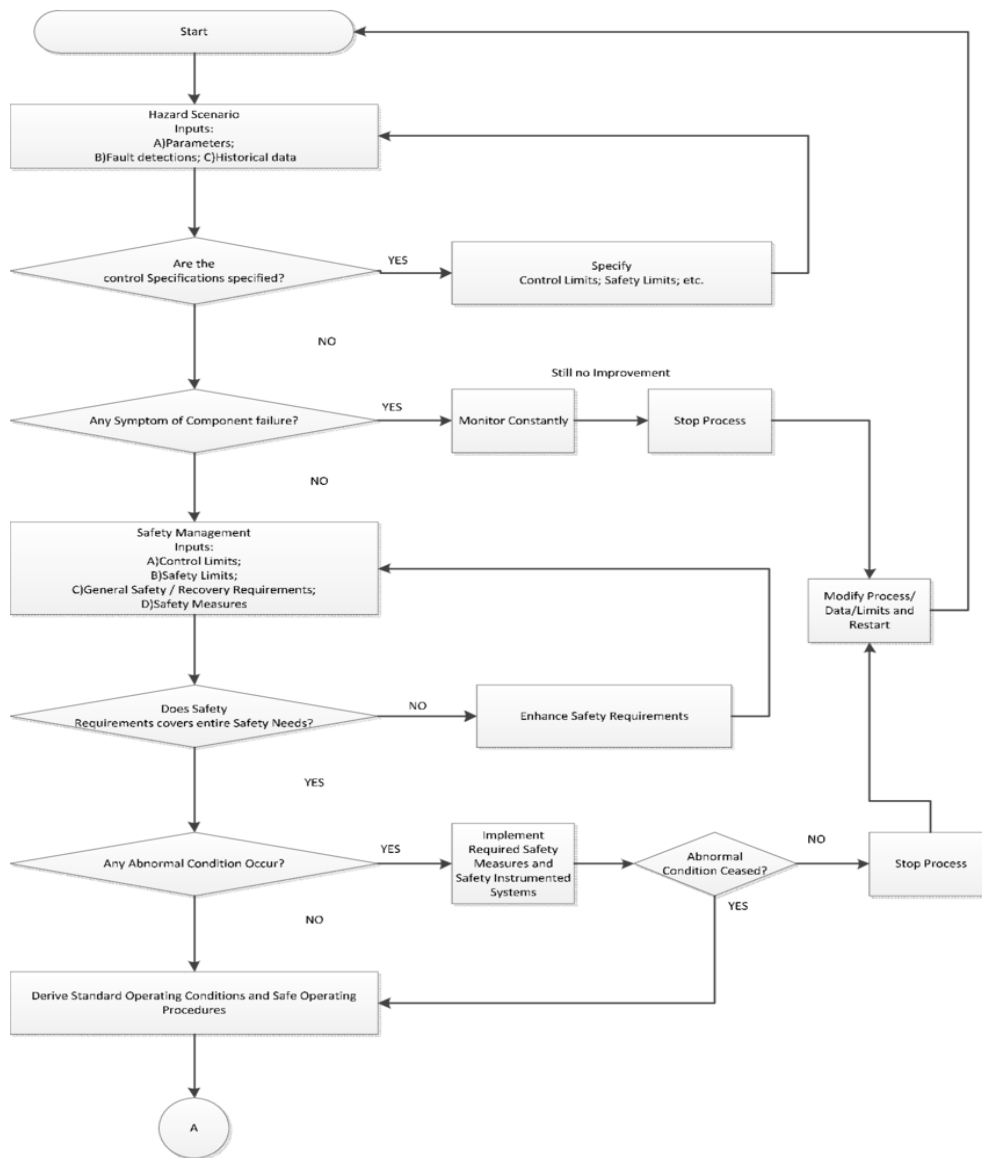 Start
Hazard Scenario
Inputs:
A)Parameters;
B)Fault detections; C)Historical data
Are the
control Specifications specified?
YES
Specify
Control Limits; Safety Limits; etc.
NO
Still no Improvement
Any Symptom of Component failure?
YES
Monitor Constantly
Stop Process
NO
Safety Management
Inputs:
A)Control Limits;
B)Safety Limits;
C)General Safety / Recovery Requirements;
D)Safety Measures
Modify Process/
Data/Limits and
Restart
Does Safety
Requirements covers entire Safety Needs?
NO
Enhance Safety Requirements
YES
Any Abnormal Condition Occur?
YES
Implement
Required Safety
Measures and
Safety Instrumented
Systems
Abnormal
Condition Ceased?
NO
Stop Process
YES
NO
Derive Standard Operating Conditions and Safe Operating
Procedures
A